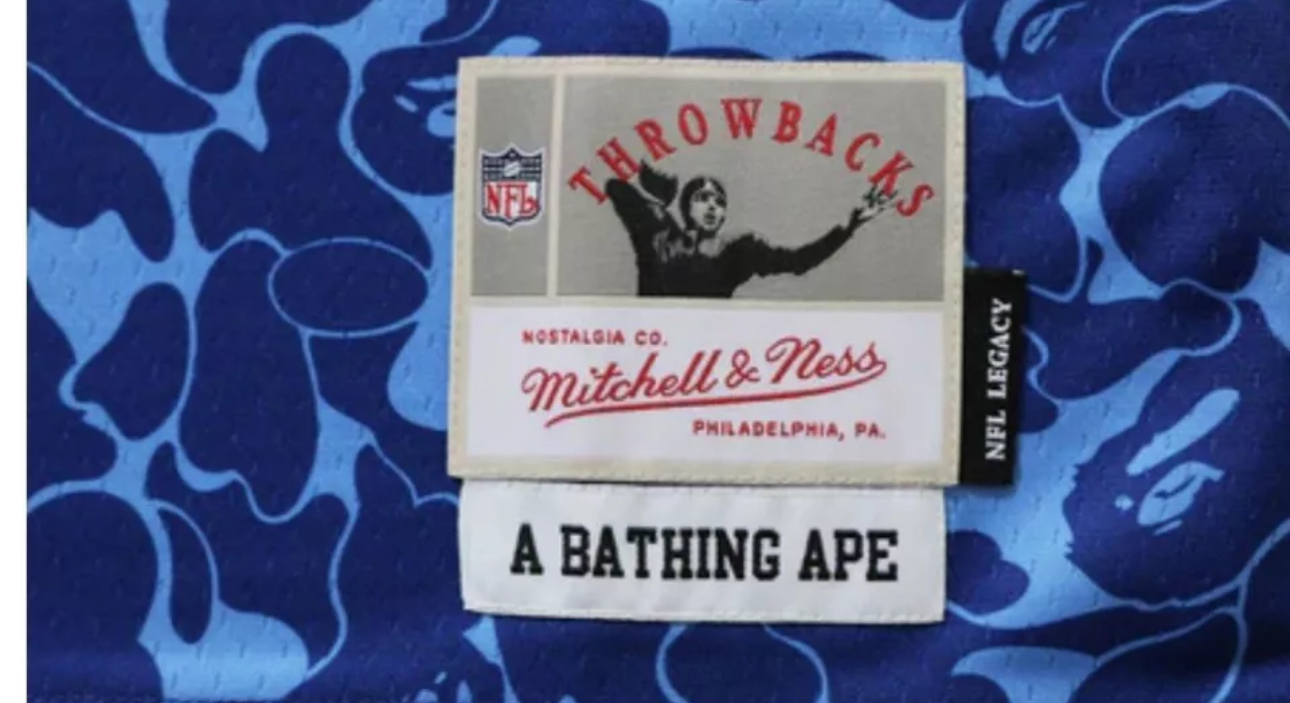 THROWBACKS
NFL
NOSTALGIA CO.
Mitchell & Ness
PHILADELPHIA, PA.
NFL LEGACY
A BATHING APE